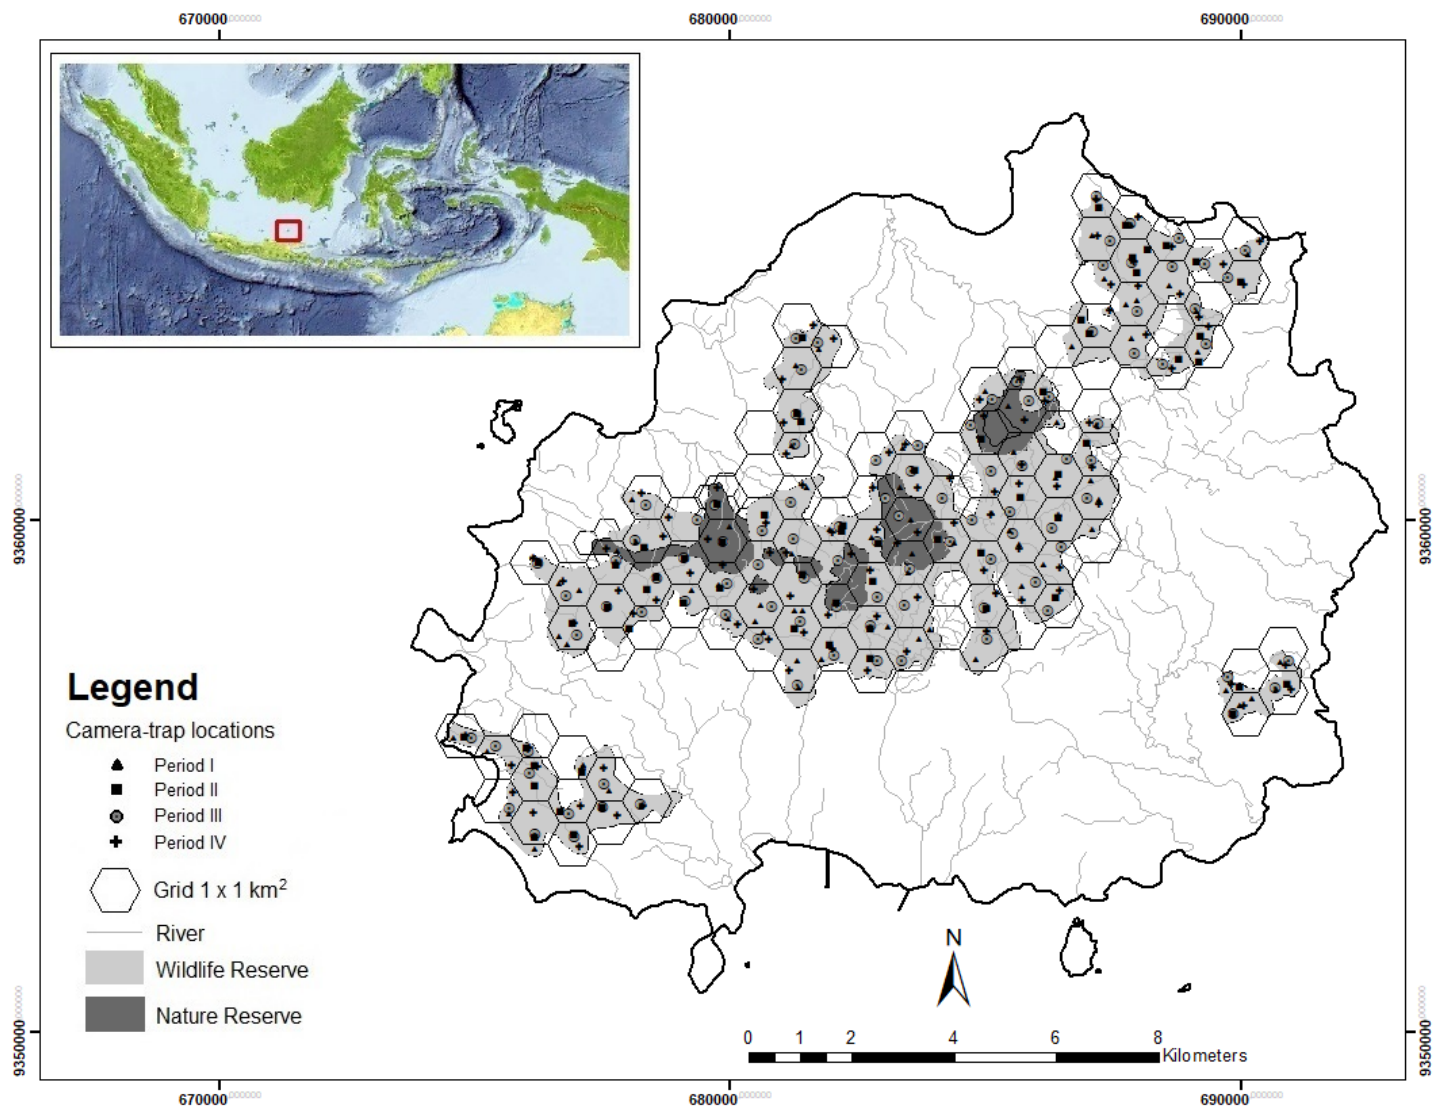 670000 680000 690000
9360000 9360000
Legend
Camera-trap locations
Period I
Period II
Period III
Period IV
Grid 1 x 1 km²
River
Wildlife Reserve
Nature Reserve
N
0 1 2 4 6 8
Kilometers
9350000 9350000
670000 680000 690000